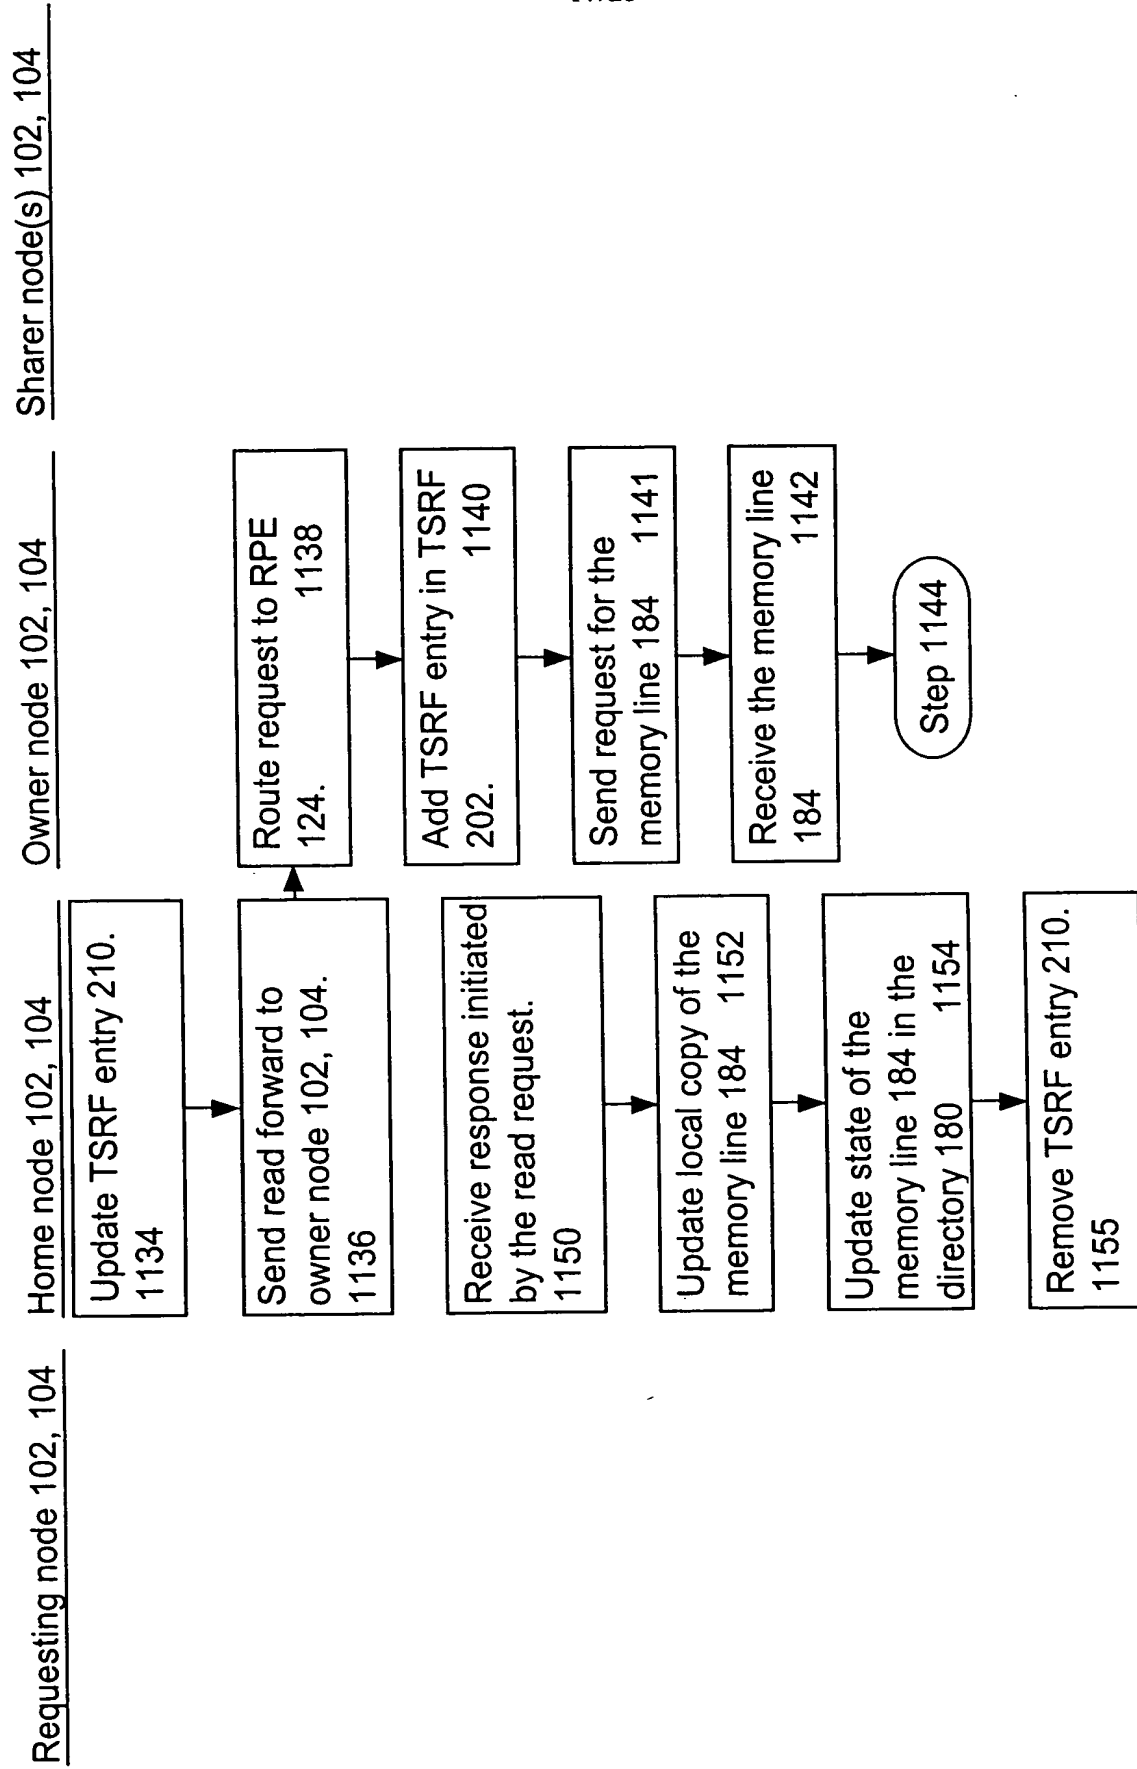 Requesting node 102, 104
Home node 102, 104
Owner node 102, 104
Sharer node(s) 102, 104
Update TSRF entry 210.
1134
Send read forward to
owner node 102, 104.
1136
Route request to RPE
124. 1138
Add TSRF entry in TSRF
202. 1140
Send request for the
memory line 184 1141
Receive the memory line
184 1142
Step 1144
Receive response initiated
by the read request.
1150
Update local copy of the
memory line 184 1152
Update state of the
memory line 184 in the
directory 180 1154
Remove TSRF entry 210.
1155